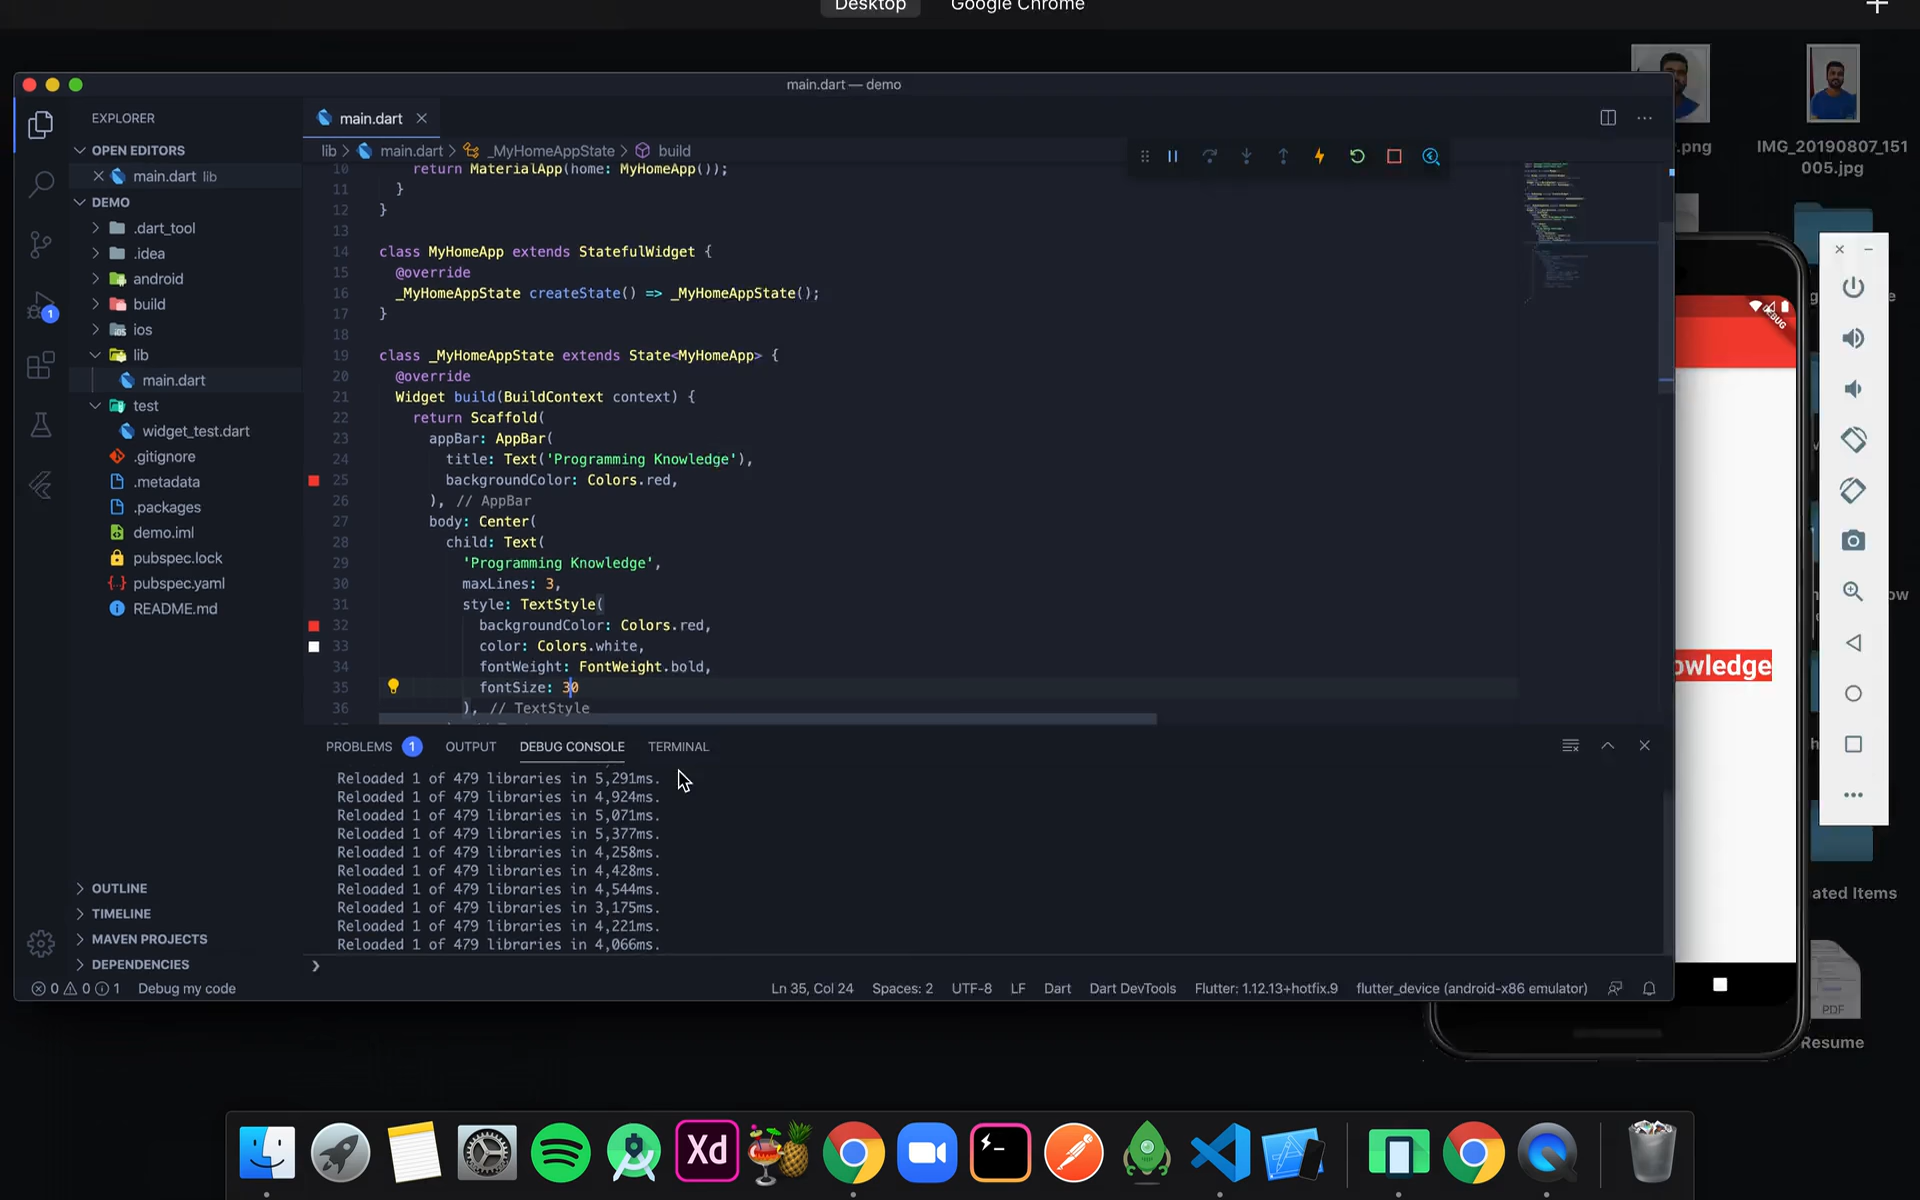 Desktop Google Chrome
main.dart — demo
EXPLORER
OPEN EDITORS
main.dart lib
DEMO
.dart_tool
.idea
android
build
ios
lib
main.dart
test
widget_test.dart
.gitignore
.metadata
.packages
demo.iml
pubspec.lock
pubspec.yaml
README.md
OUTLINE
TIMELINE
MAVEN PROJECTS
DEPENDENCIES
1
main.dart
lib > main.dart > _MyHomeAppState > build
10 return MaterialApp(home: MyHomeApp());
11 }
12 }
13
14 class MyHomeApp extends StatefulWidget {
15 @override
16 _MyHomeAppState createState() => _MyHomeAppState();
17 }
18
19 class _MyHomeAppState extends State<MyHomeApp> {
20 @override
21 Widget build(BuildContext context) {
22 return Scaffold(
23 appBar: AppBar(
24 title: Text('Programming Knowledge'),
25 backgroundColor: Colors.red,
26 ), // AppBar
27 body: Center(
28 child: Text(
29 'Programming Knowledge',
30 maxLines: 3,
31 style: TextStyle(
32 backgroundColor: Colors.red,
33 color: Colors.white,
34 fontWeight: FontWeight.bold,
35 fontSize: 30
36 ), // TextStyle
PROBLEMS 1 OUTPUT DEBUG CONSOLE TERMINAL
Reloaded 1 of 479 libraries in 5,291ms.
Reloaded 1 of 479 libraries in 4,924ms.
Reloaded 1 of 479 libraries in 5,071ms.
Reloaded 1 of 479 libraries in 5,377ms.
Reloaded 1 of 479 libraries in 4,258ms.
Reloaded 1 of 479 libraries in 4,428ms.
Reloaded 1 of 479 libraries in 4,544ms.
Reloaded 1 of 479 libraries in 3,175ms.
Reloaded 1 of 479 libraries in 4,221ms.
Reloaded 1 of 479 libraries in 4,066ms.
0 0 1 Debug my code Ln 35, Col 24 Spaces: 2 UTF-8 LF Dart Dart DevTools Flutter: 1.12.13+hotfix.9 flutter_device (android-x86 emulator)
.png
IMG_20190807_151
005.jpg
DEBUG
owledge
ated Items
PDF
Resume
Xd